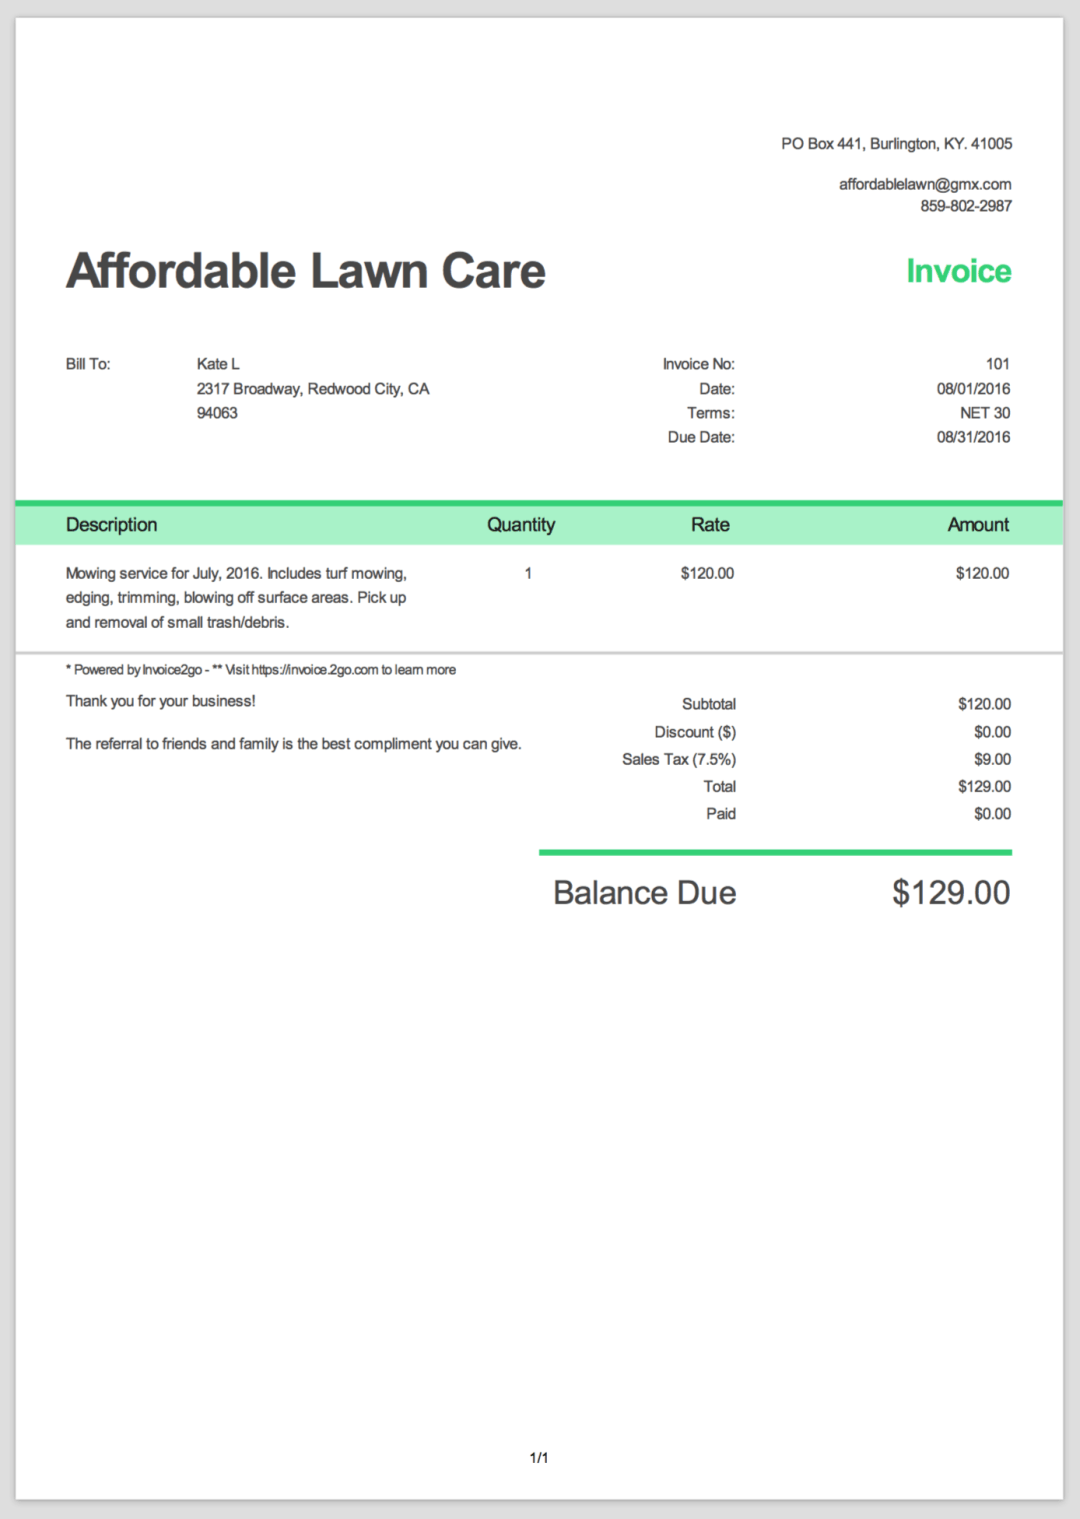 PO Box 441, Burlington, KY. 41005
affordablelawn@gmx.com
859-802-2987
Affordable Lawn Care Invoice
Bill To: Kate L Invoice No: 101
2317 Broadway, Redwood City, CA Date: 08/01/2016
94063 Terms: NET 30
Due Date: 08/31/2016
Description Quantity Rate Amount
Mowing service for July, 2016. Includes turf mowing, 1 $120.00 $120.00
edging, trimming, blowing off surface areas. Pick up
and removal of small trash/debris.
* Powered by Invoice2go - ** Visit https://invoice.2go.com to learn more
Thank you for your business! Subtotal $120.00
Discount ($) $0.00
The referral to friends and family is the best compliment you can give.
Sales Tax (7.5%) $9.00
Total $129.00
Paid $0.00
Balance Due $129.00
1/1